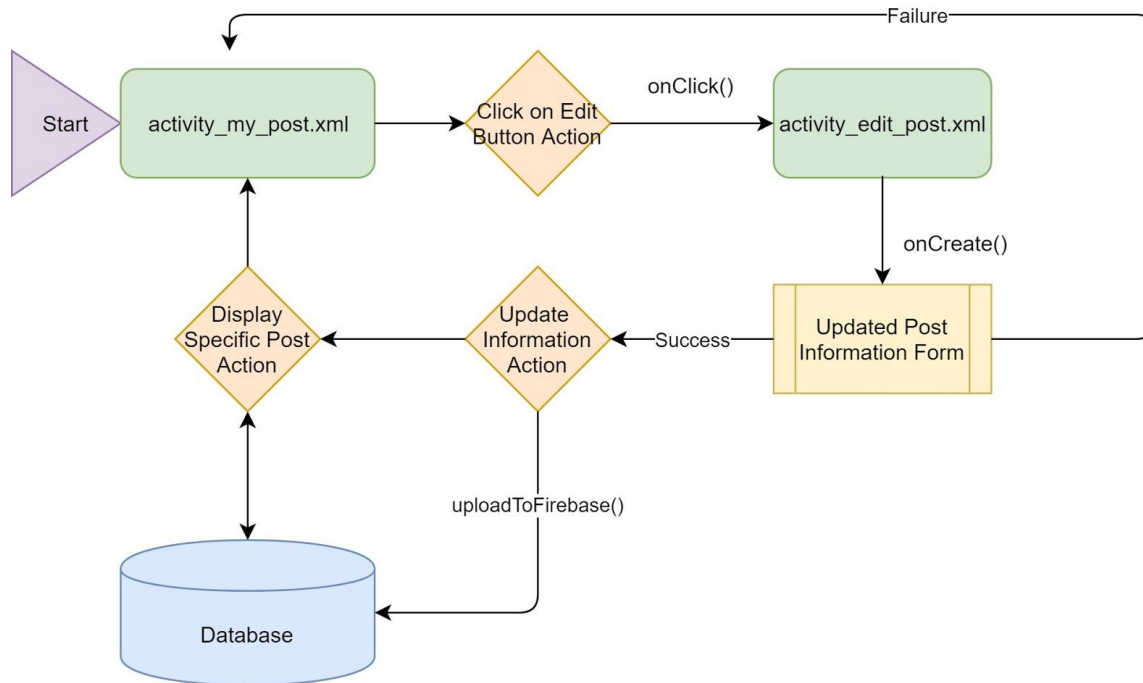 Failure
Start
activity_my_post.xml
Click on Edit
Button Action
onClick()
activity_edit_post.xml
onCreate()
Display
Specific Post
Action
Update
Information
Action
Success
Updated Post
Information Form
uploadToFirebase()
Database